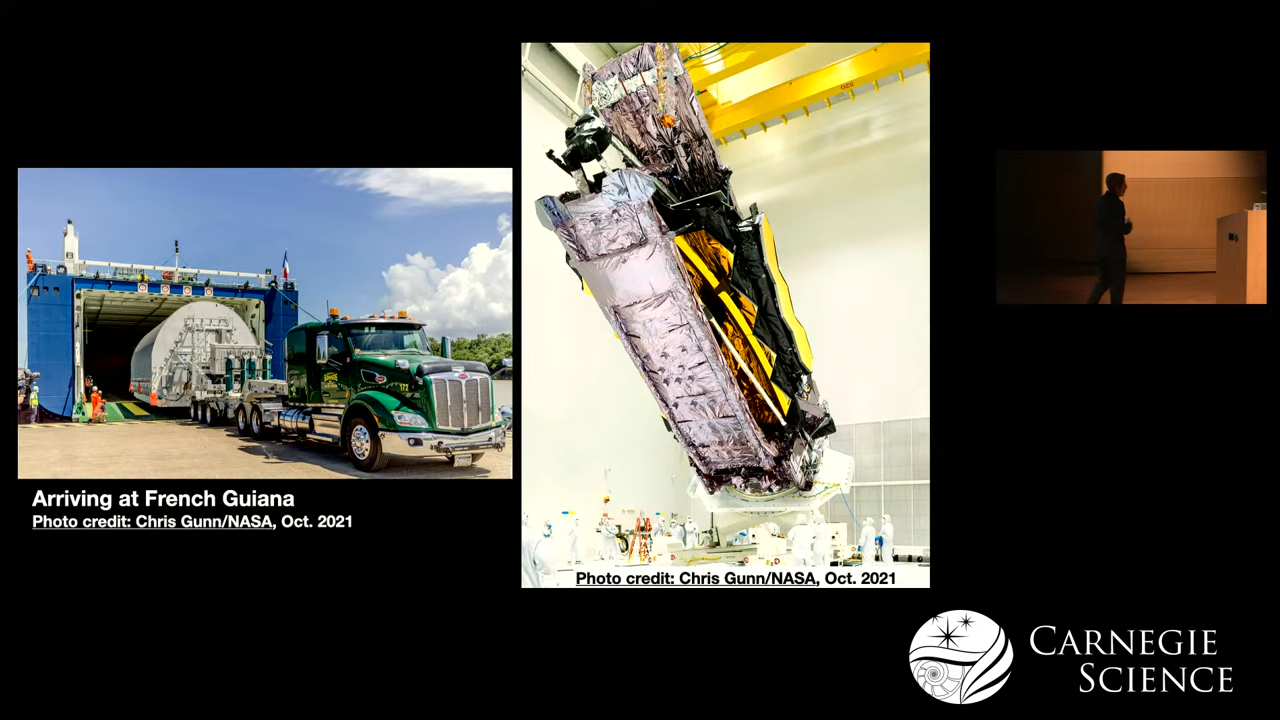 Arriving at French Guiana
Photo credit: Chris Gunn/NASA, Oct. 2021
Photo credit: Chris Gunn/NASA, Oct. 2021
CARNEGIE
SCIENCE